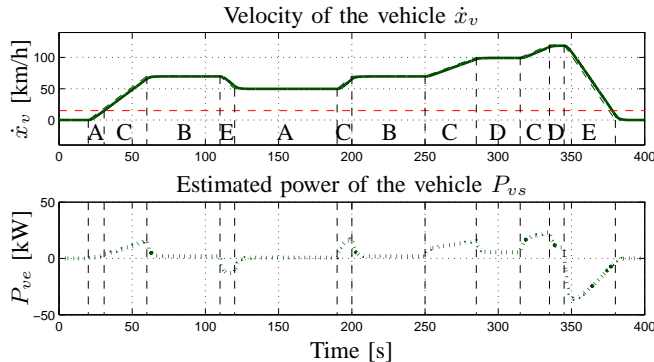 Velocity of the vehicle ẋ_v
ẋ_v [km/h]
100
50
0
A C B E A C B C D C D E
0 50 100 150 200 250 300 350 400
Estimated power of the vehicle P_vs
P_ve [kW]
50
0
−50
0 50 100 150 200 250 300 350 400
Time [s]